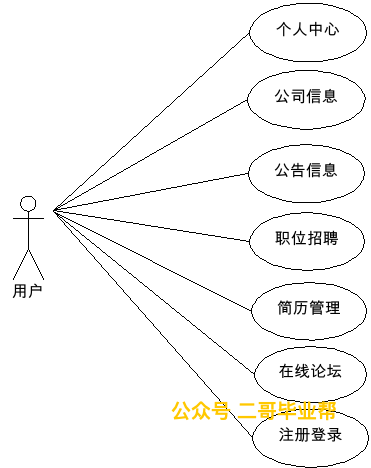 个人中心
公司信息
公告信息
职位招聘
用户
简历管理
在线论坛
公众号 二哥毕业帮
注册登录